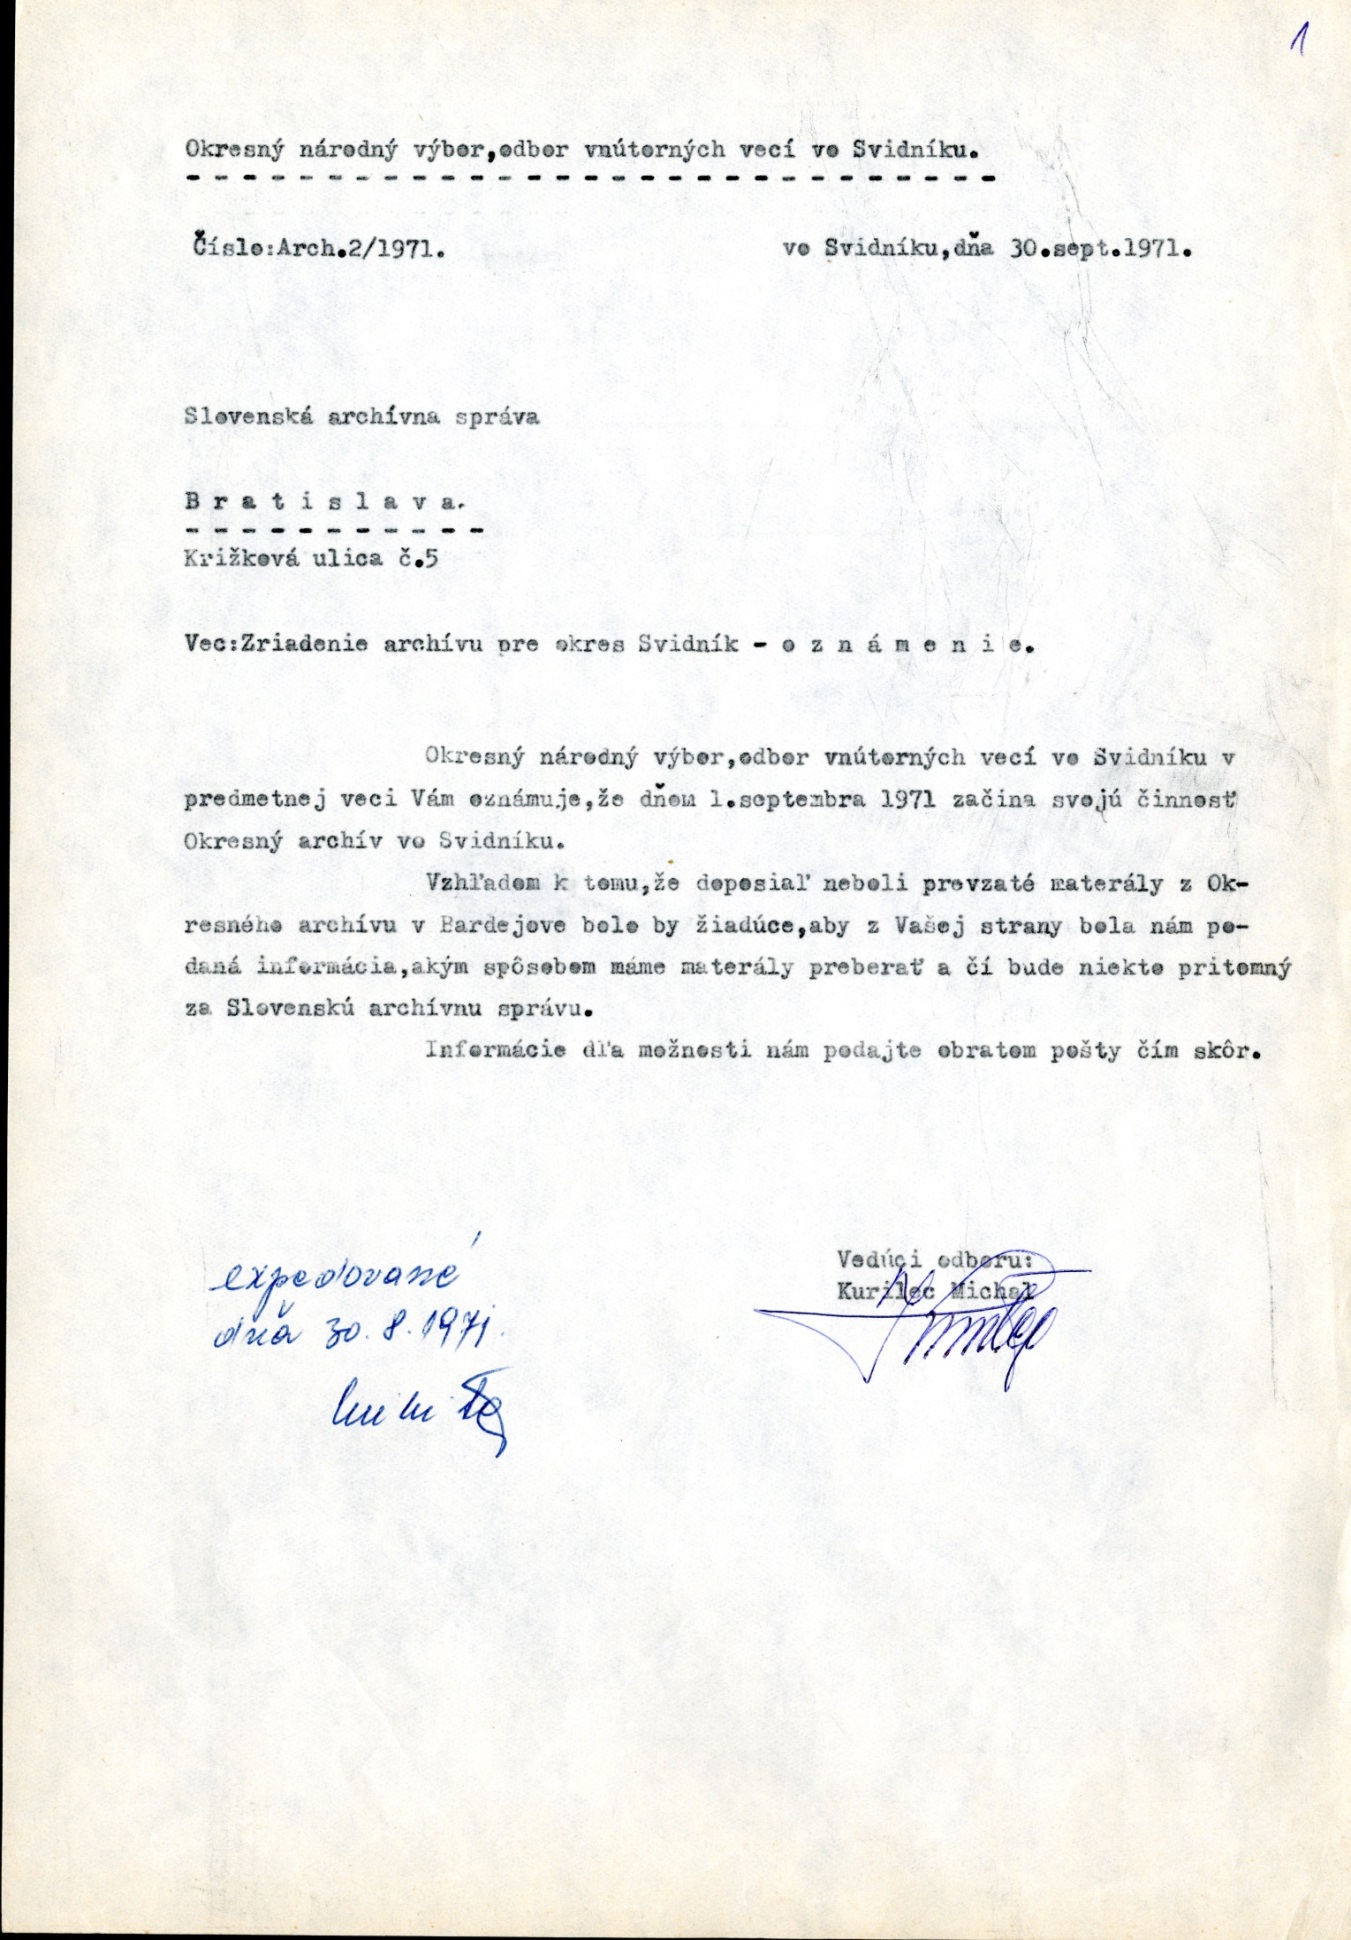 1
Okresný národný výbor,odbor vnútorných vecí vo Svidníku.
Číslo:Arch.2/1971.
vo Svidníku,dňa 30.sept.1971.
Slovenská archívna správa
B r a t i s l a v a.
Križková ulica č.5
Vec:Zriadenie archívu pre okres Svidník - o z n á m e n i e.
Okresný národný výbor,odbor vnútorných vecí vo Svidníku v
predmetnej veci Vám oznámuje,že dňom 1.septembra 1971 začina svojú činnosť
Okresný archív vo Svidníku.
Vzhľadom k tomu,že doposiaľ neboli prevzaté materály z Ok-
resného archívu v Bardejove bolo by žiadúce,aby z Vašej strany bola nám po-
daná informácia,akým spôsobom máme materály preberať a čí bude niekto pritomný
za Slovenskú archívnu správu.
Informácie dľa možnosti nám podajte obratom pošty čím skôr.
Vedúci odboru:
Kurilec Michal
expedované
dňa 30.8.1971.